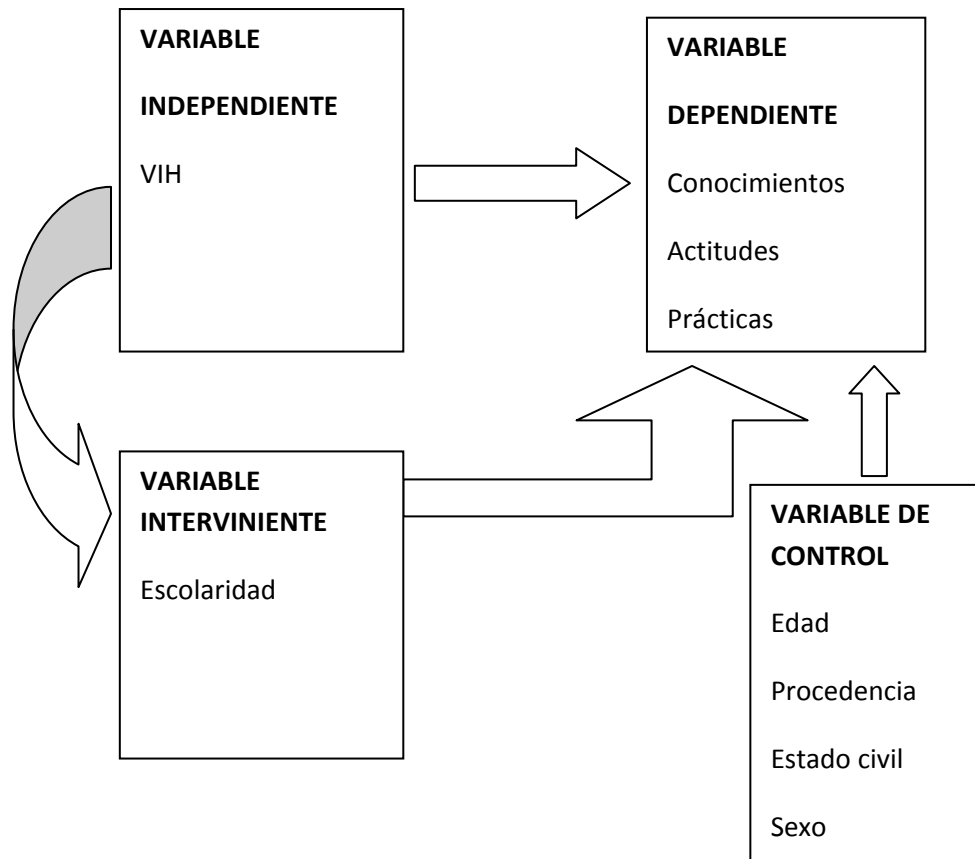 VARIABLE
INDEPENDIENTE
VIH
VARIABLE
DEPENDIENTE
Conocimientos
Actitudes
Prácticas
VARIABLE
INTERVINIENTE
Escolaridad
VARIABLE DE
CONTROL
Edad
Procedencia
Estado civil
Sexo